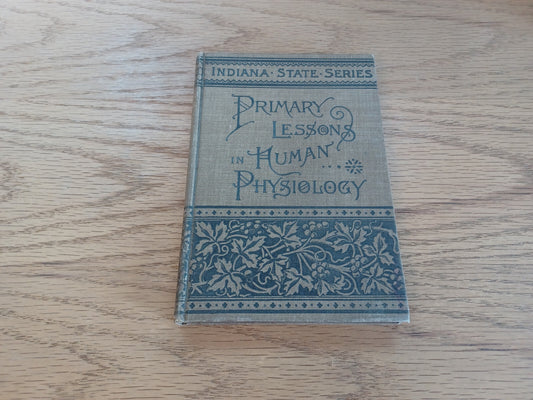 INDIANA · STATE · SERIES
PRIMARY
LESSONS
IN HUMAN...
PHYSIOLOGY